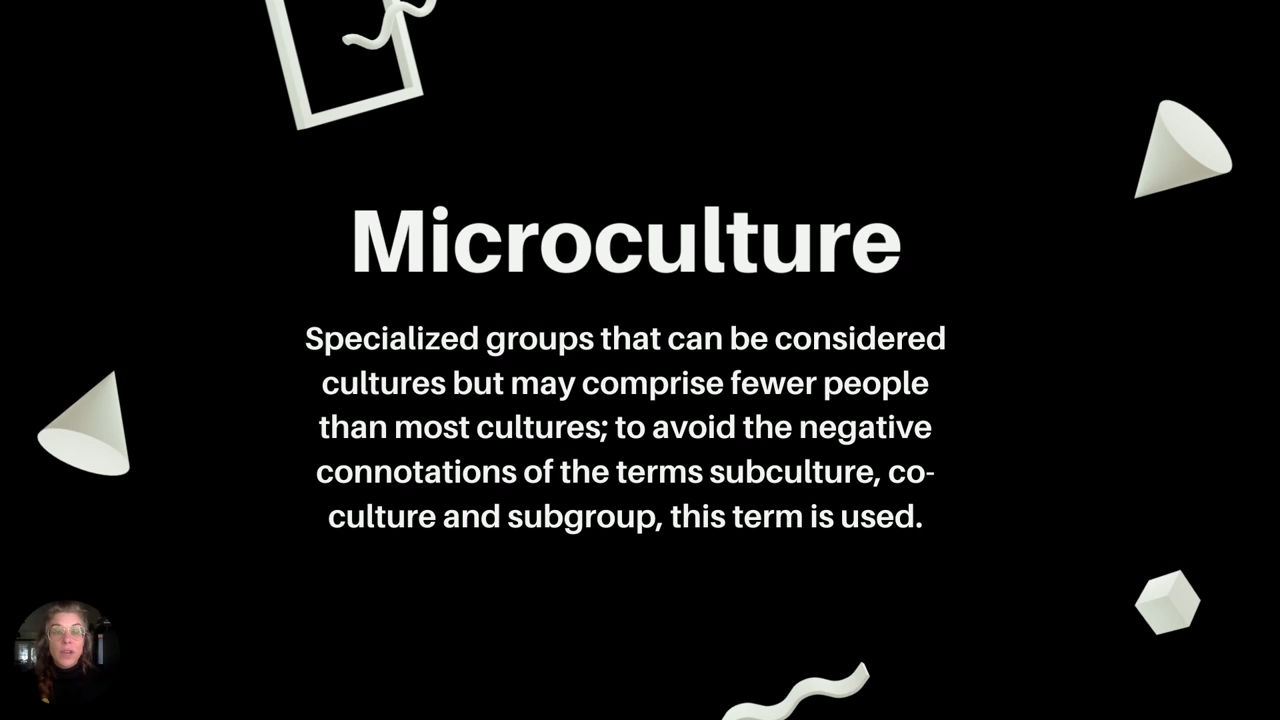 Microculture
Specialized groups that can be considered
cultures but may comprise fewer people
than most cultures; to avoid the negative
connotations of the terms subculture, co-
culture and subgroup, this term is used.